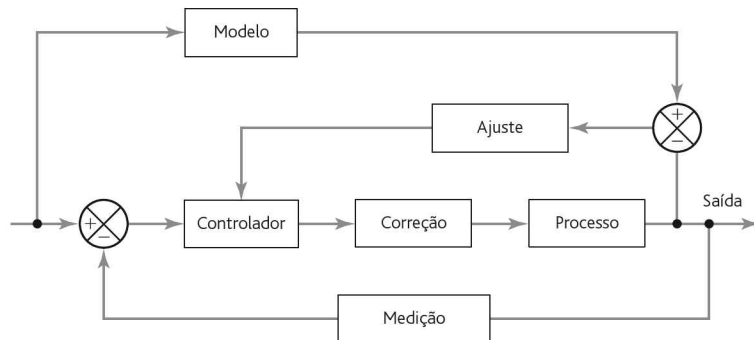 Modelo
+
−
Ajuste
+
−
Controlador
Correção
Processo
Saída
Medição